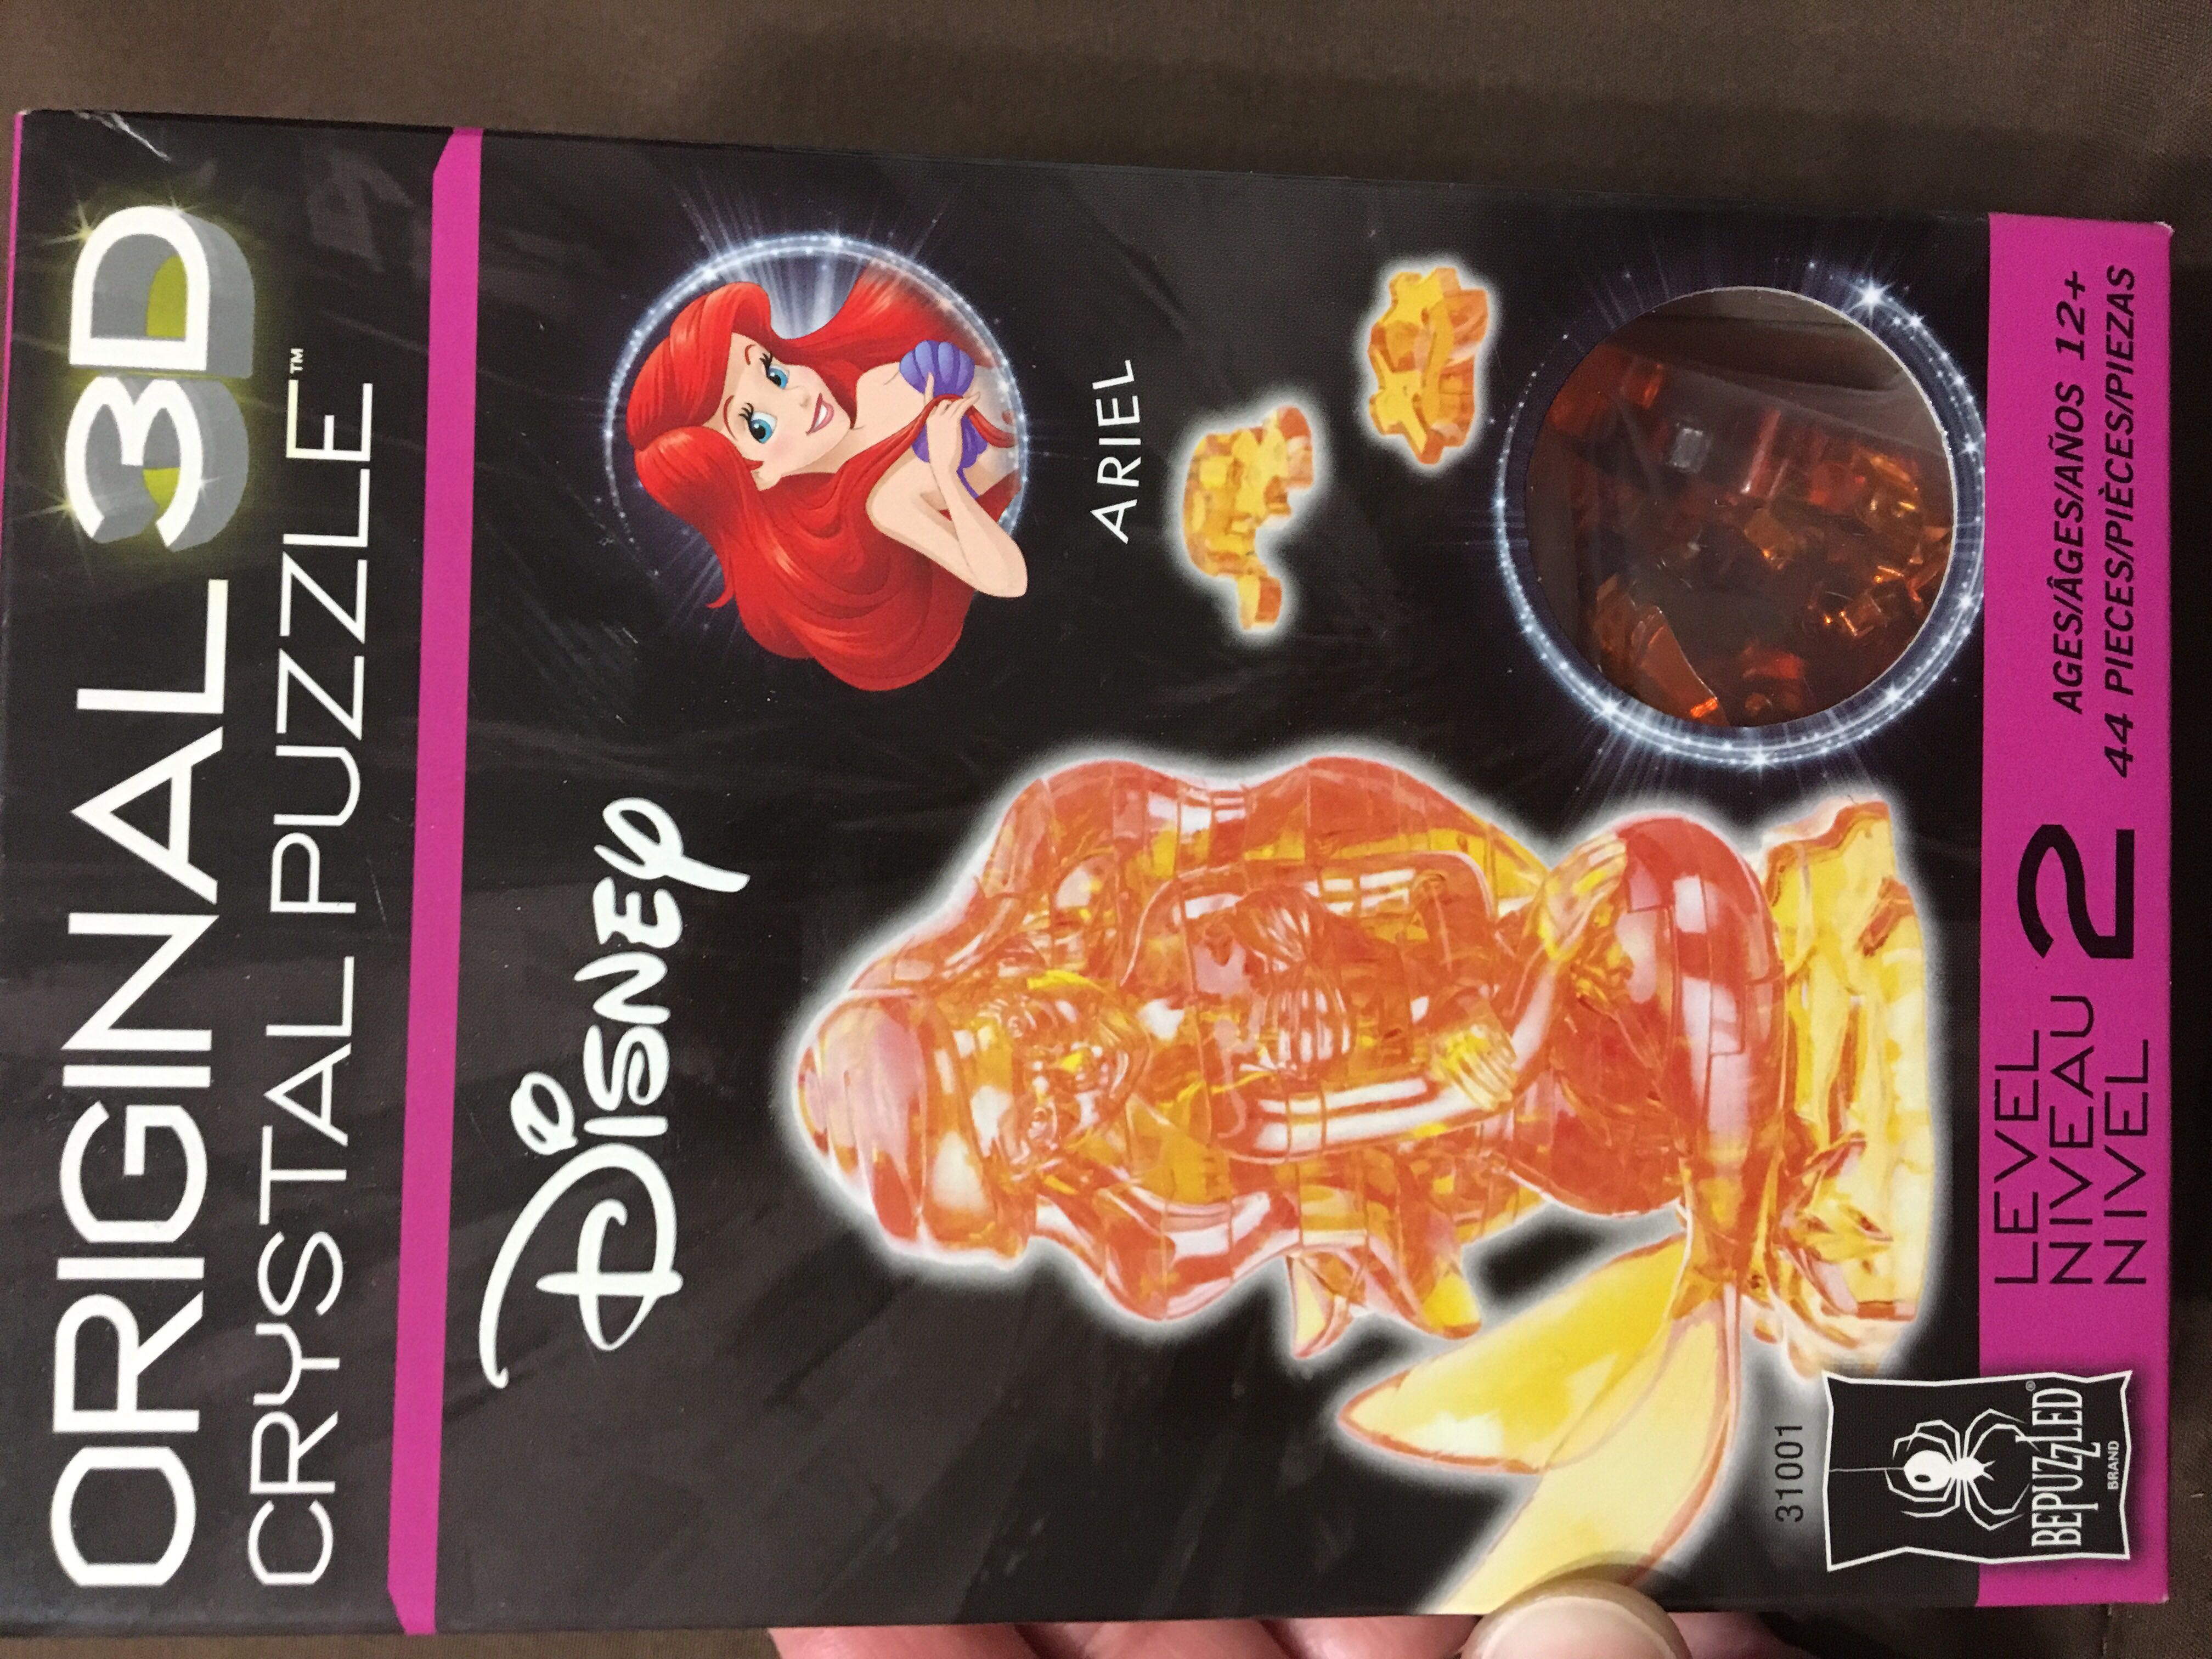 ORIGINAL 3D
CRYSTAL PUZZLE™
Disney
ARIEL
31001
BEPUZZLED®
BRAND
LEVEL
NIVEAU
NIVEL
2
AGES/ÂGES/AÑOS 12+
44 PIECES/PIÈCES/PIEZAS